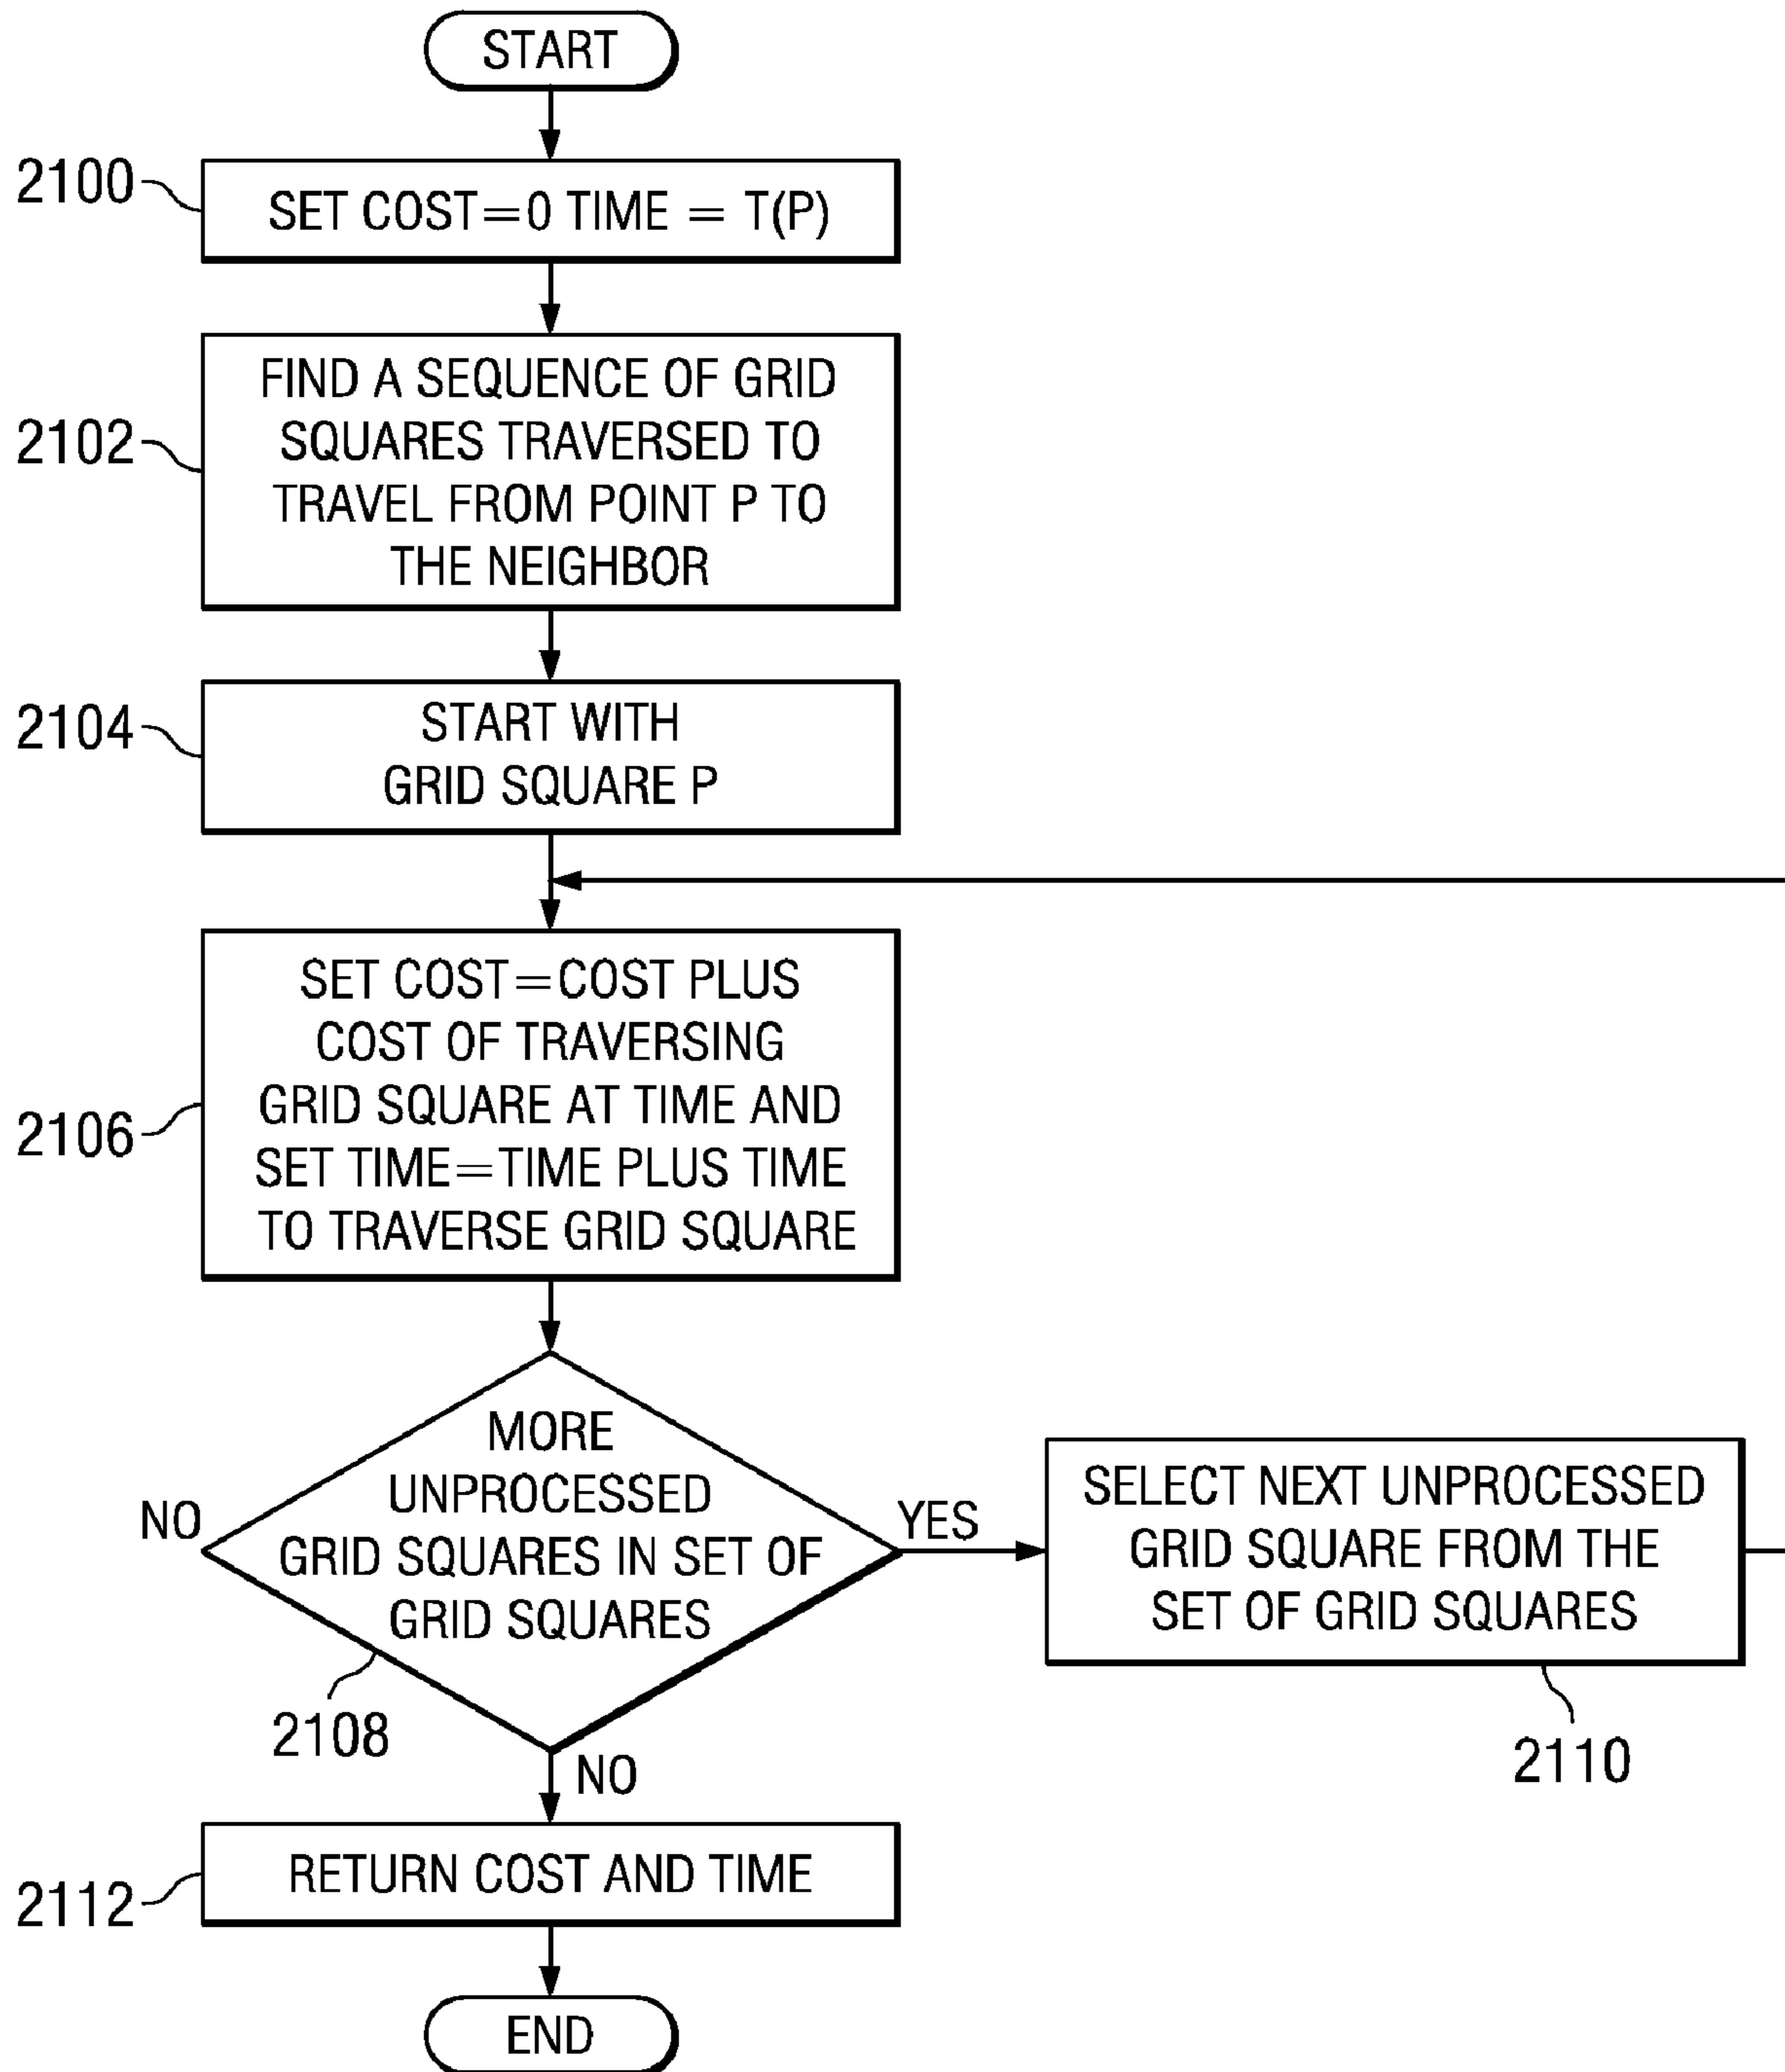 START
2100
SET COST=0 TIME = T(P)
2102
FIND A SEQUENCE OF GRID
SQUARES TRAVERSED TO
TRAVEL FROM POINT P TO
THE NEIGHBOR
2104
START WITH
GRID SQUARE P
2106
SET COST=COST PLUS
COST OF TRAVERSING
GRID SQUARE AT TIME AND
SET TIME=TIME PLUS TIME
TO TRAVERSE GRID SQUARE
NO
MORE
UNPROCESSED
GRID SQUARES IN SET OF
GRID SQUARES
2108
YES
SELECT NEXT UNPROCESSED
GRID SQUARE FROM THE
SET OF GRID SQUARES
2110
NO
2112
RETURN COST AND TIME
END